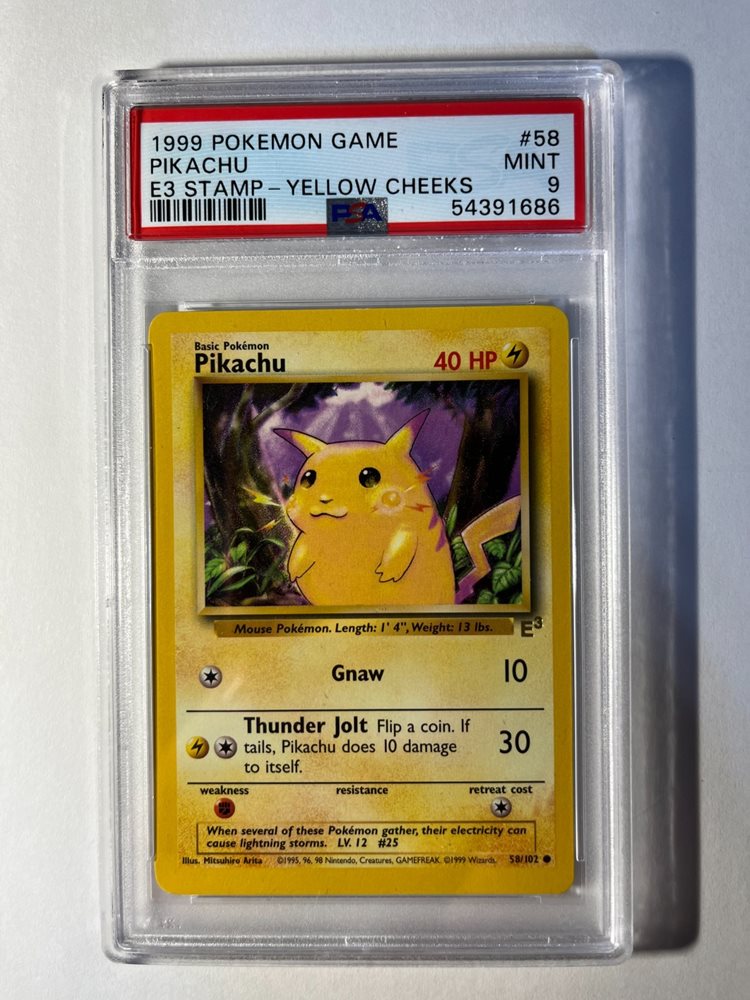 1999 POKEMON GAME #58
PIKACHU MINT
E3 STAMP – YELLOW CHEEKS 9
PSA 54391686
Basic Pokémon
Pikachu 40 HP
Mouse Pokémon. Length: 1' 4", Weight: 13 lbs.
E3
Gnaw 10
Thunder Jolt Flip a coin. If
tails, Pikachu does 10 damage 30
to itself.
weakness resistance retreat cost
When several of these Pokémon gather, their electricity can
cause lightning storms. LV. 12 #25
Illus. Mitsuhiro Arita ©1995, 96, 98 Nintendo, Creatures, GAMEFREAK. ©1999 Wizards. 58/102